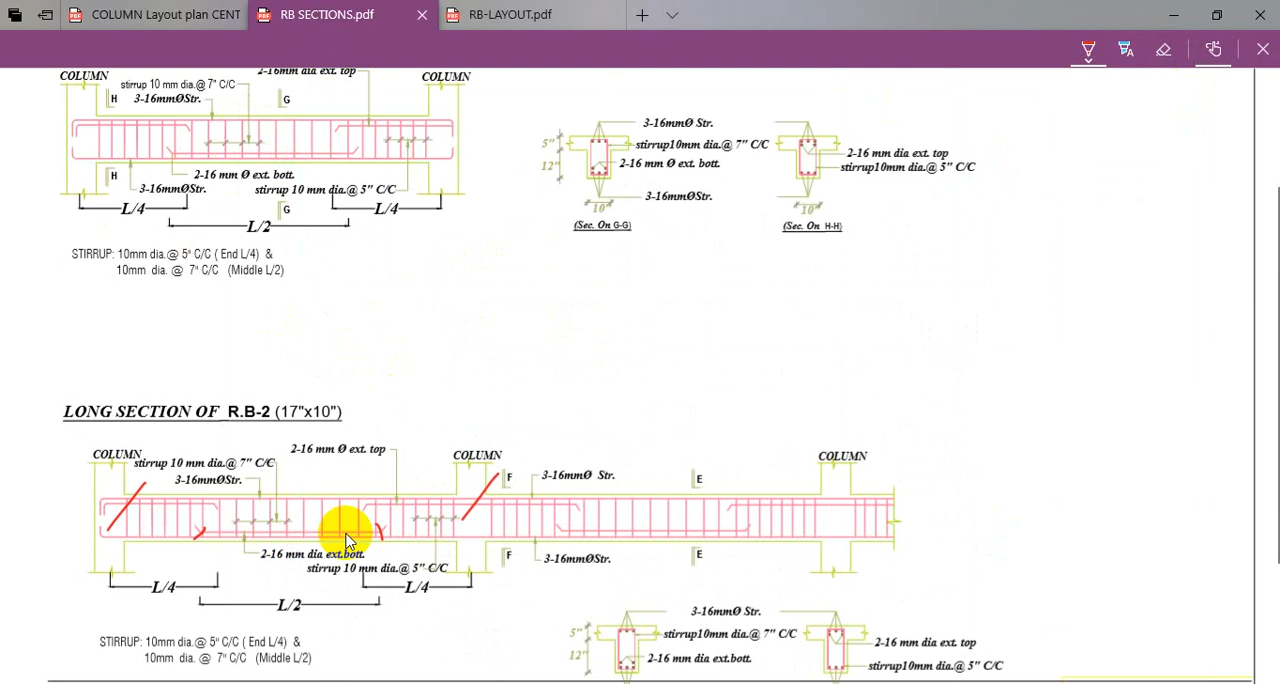 COLUMN Layout plan CENT
RB SECTIONS.pdf
RB-LAYOUT.pdf
COLUMN
stirrup 10 mm dia.@ 7" C/C
3-16mmØStr.
2-16mm dia ext. top
COLUMN
H
G
H
2-16 mm Ø ext. bott.
3-16mmØStr.
stirrup 10 mm dia.@ 5" C/C
G
L/4
L/4
L/2
STIRRUP: 10mm dia.@ 5" C/C ( End L/4) &
10mm dia. @ 7" C/C (Middle L/2)
3-16mmØ Str.
5"
stirrup10mm dia.@ 7" C/C
2-16 mm Ø ext. bott.
12"
3-16mmØStr.
10"
(Sec. On G-G)
2-16 mm dia ext. top
stirrup10mm dia.@ 5" C/C
10"
(Sec. On H-H)
LONG SECTION OF R.B-2 (17"x10")
COLUMN
stirrup 10 mm dia.@ 7" C/C
3-16mmØStr.
2-16 mm Ø ext. top
COLUMN
F
3-16mmØ Str.
E
COLUMN
2-16 mm dia ext.bott.
stirrup 10 mm dia.@ 5" C/C
F
3-16mmØStr.
E
L/4
L/4
L/2
STIRRUP: 10mm dia.@ 5" C/C ( End L/4) &
10mm dia. @ 7" C/C (Middle L/2)
3-16mmØ Str.
5"
stirrup10mm dia.@ 7" C/C
12"
2-16 mm dia ext.bott.
2-16 mm dia ext. top
stirrup10mm dia.@ 5" C/C